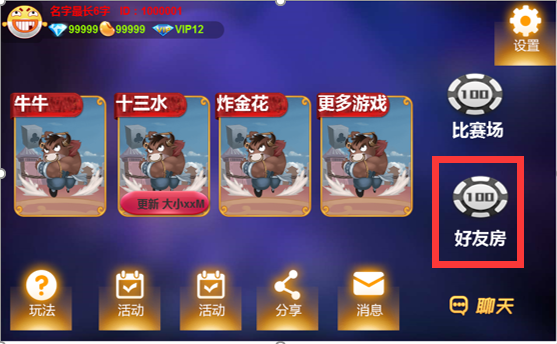 名字最长6字 ID：1000001
99999 99999 VIP12
设置
牛牛
十三水
炸金花
更多游戏
更新 大小xxM
100
比赛场
100
好友房
玩法
活动
活动
分享
消息
聊天